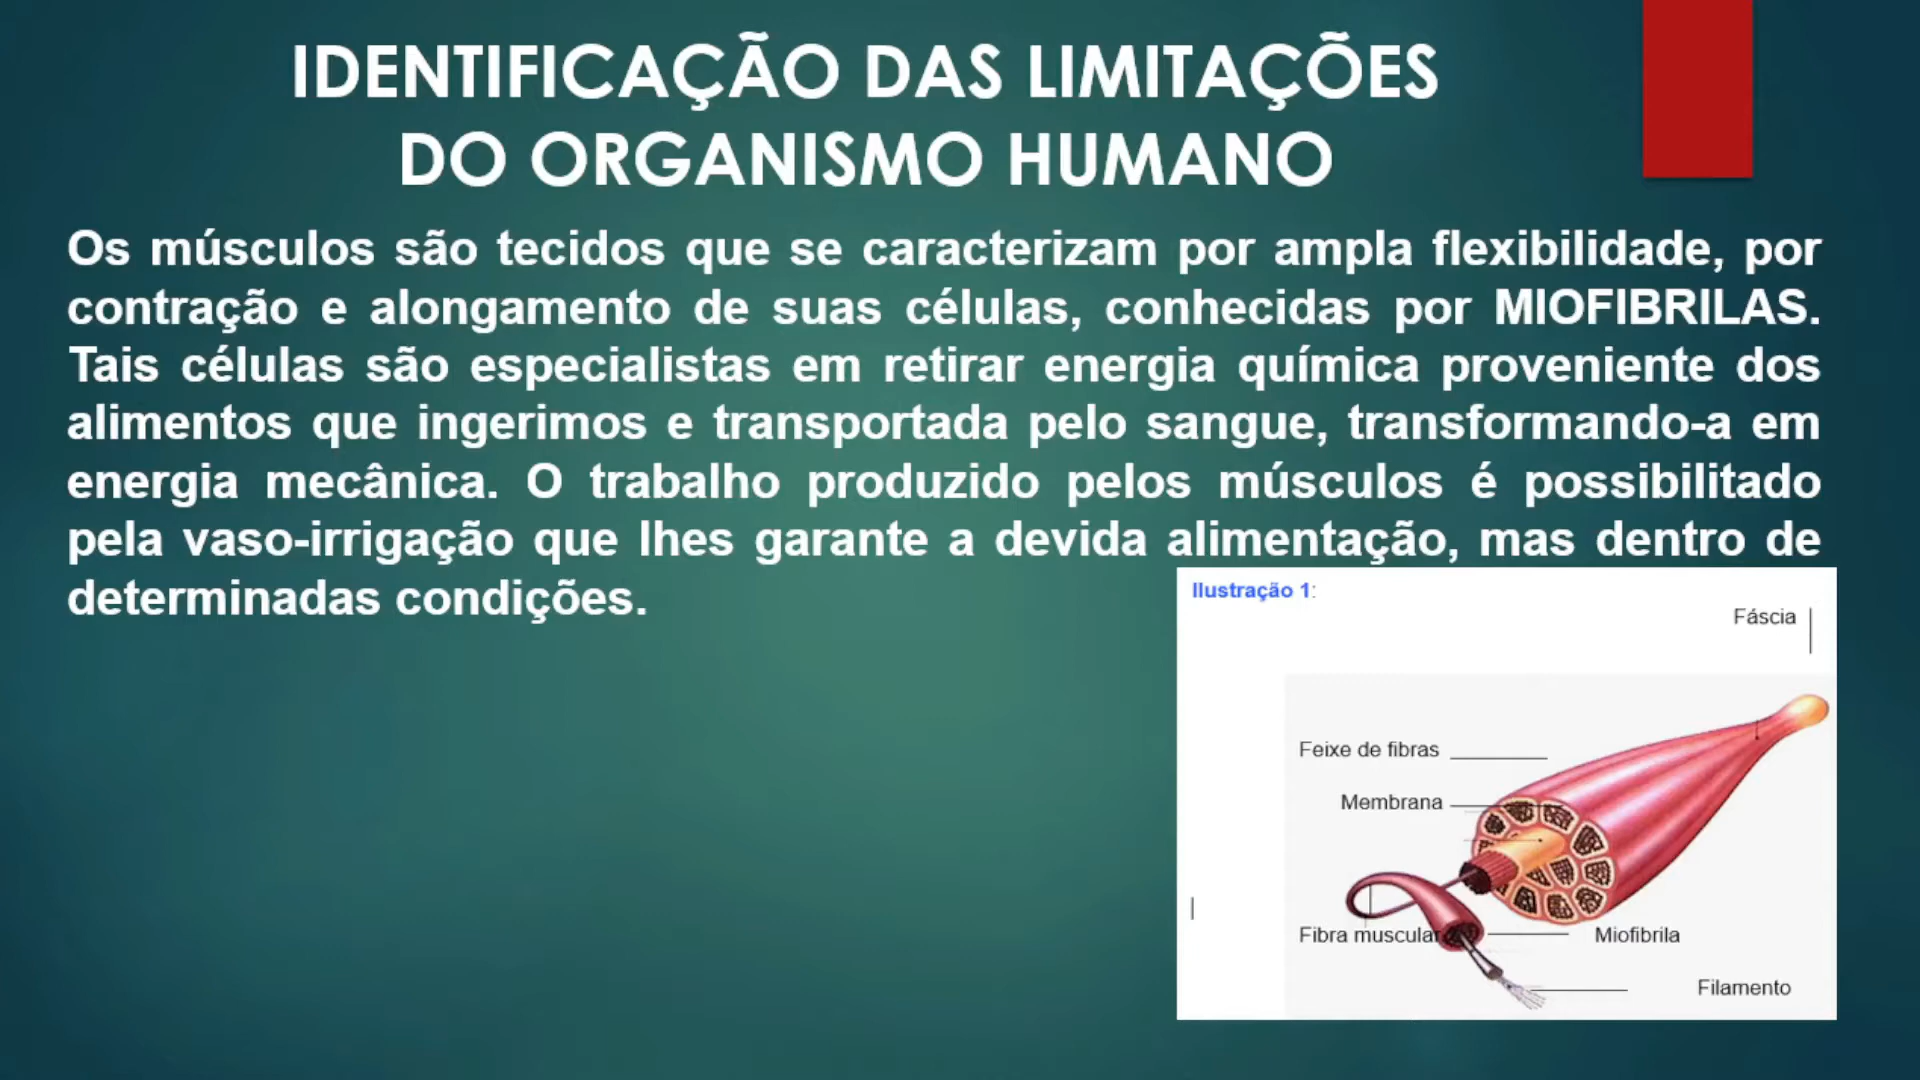 IDENTIFICAÇÃO DAS LIMITAÇÕES
DO ORGANISMO HUMANO
Os músculos são tecidos que se caracterizam por ampla flexibilidade, por
contração e alongamento de suas células, conhecidas por MIOFIBRILAS.
Tais células são especialistas em retirar energia química proveniente dos
alimentos que ingerimos e transportada pelo sangue, transformando-a em
energia mecânica. O trabalho produzido pelos músculos é possibilitado
pela vaso-irrigação que lhes garante a devida alimentação, mas dentro de
determinadas condições.
Ilustração 1:
Fáscia
Feixe de fibras
Membrana
Fibra muscular
Miofibrila
Filamento